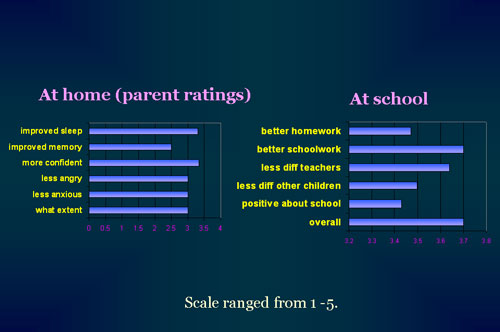 At home (parent ratings)
improved sleep
improved memory
more confident
less angry
less anxious
what extent
0 0.5 1 1.5 2 2.5 3 3.5 4
At school
better homework
better schoolwork
less diff teachers
less diff other children
positive about school
overall
3.2 3.3 3.4 3.5 3.6 3.7 3.8
Scale ranged from 1 -5.